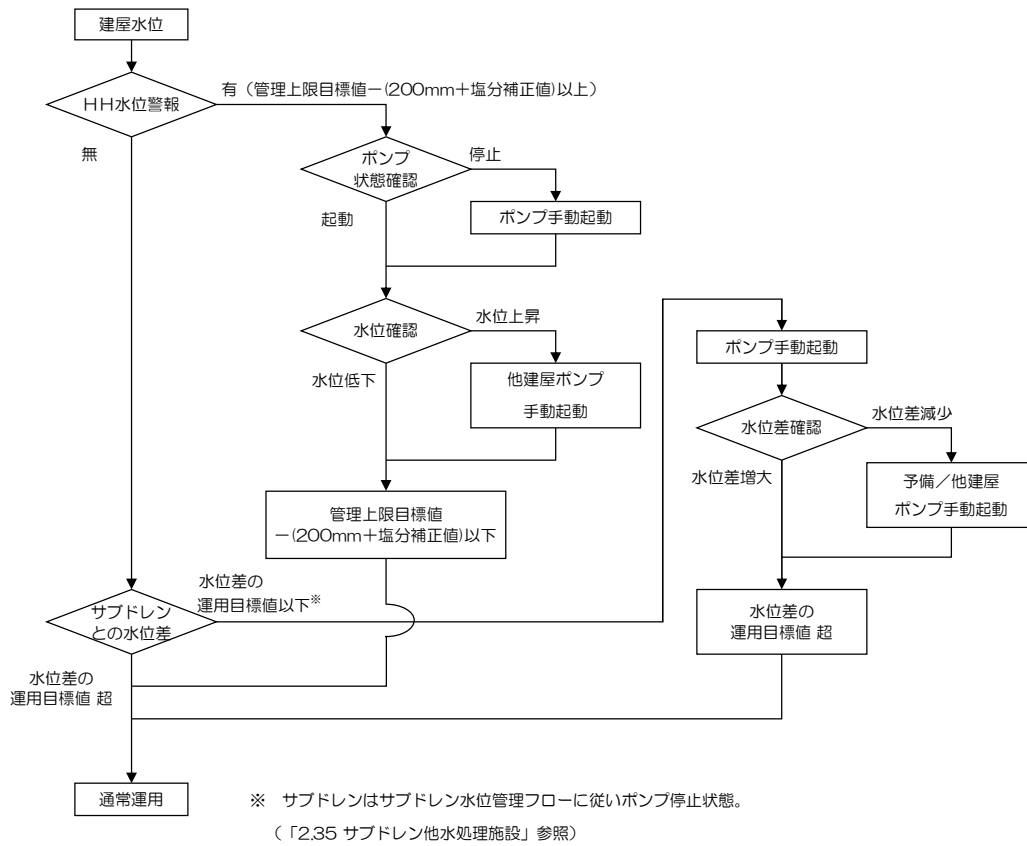 建屋水位
HH水位警報
有（管理上限目標値－(200mm＋塩分補正値)以上）
無
ポンプ
状態確認
停止
ポンプ手動起動
起動
水位確認
水位上昇
他建屋ポンプ
手動起動
水位低下
管理上限目標値
－(200mm＋塩分補正値)以下
サブドレン
との水位差
水位差の
運用目標値以下※
ポンプ手動起動
水位差確認
水位差減少
予備／他建屋
ポンプ手動起動
水位差増大
水位差の
運用目標値 超
水位差の
運用目標値 超
通常運用
※　サブドレンはサブドレン水位管理フローに従いポンプ停止状態。
（「2.35 サブドレン他水処理施設」参照）